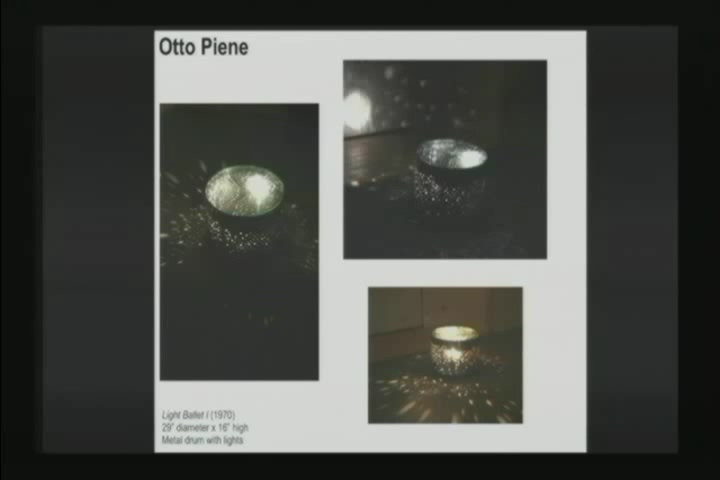 Otto Piene
Light Ballet I (1970)
29" diameter x 16" high
Metal drum with lights